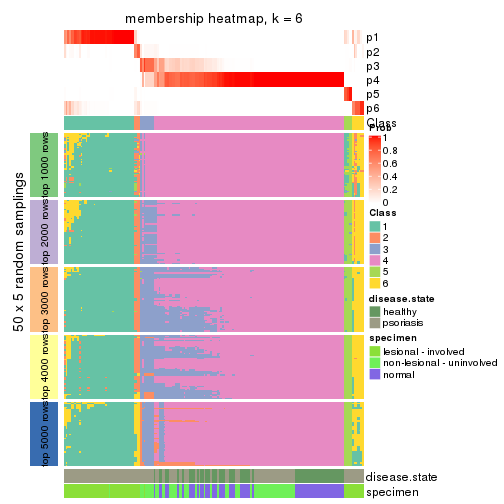 membership heatmap, k = 6
p1
p2
p3
p4
p5
p6
Class
Prob
1
0.8
0.6
0.4
0.2
0
Class
1
2
3
4
5
6
disease.state
healthy
psoriasis
specimen
lesional - involved
non-lesional - uninvolved
normal
50 x 5 random samplings
top 1000 rows
top 2000 rows
top 3000 rows
top 4000 rows
top 5000 rows
disease.state
specimen